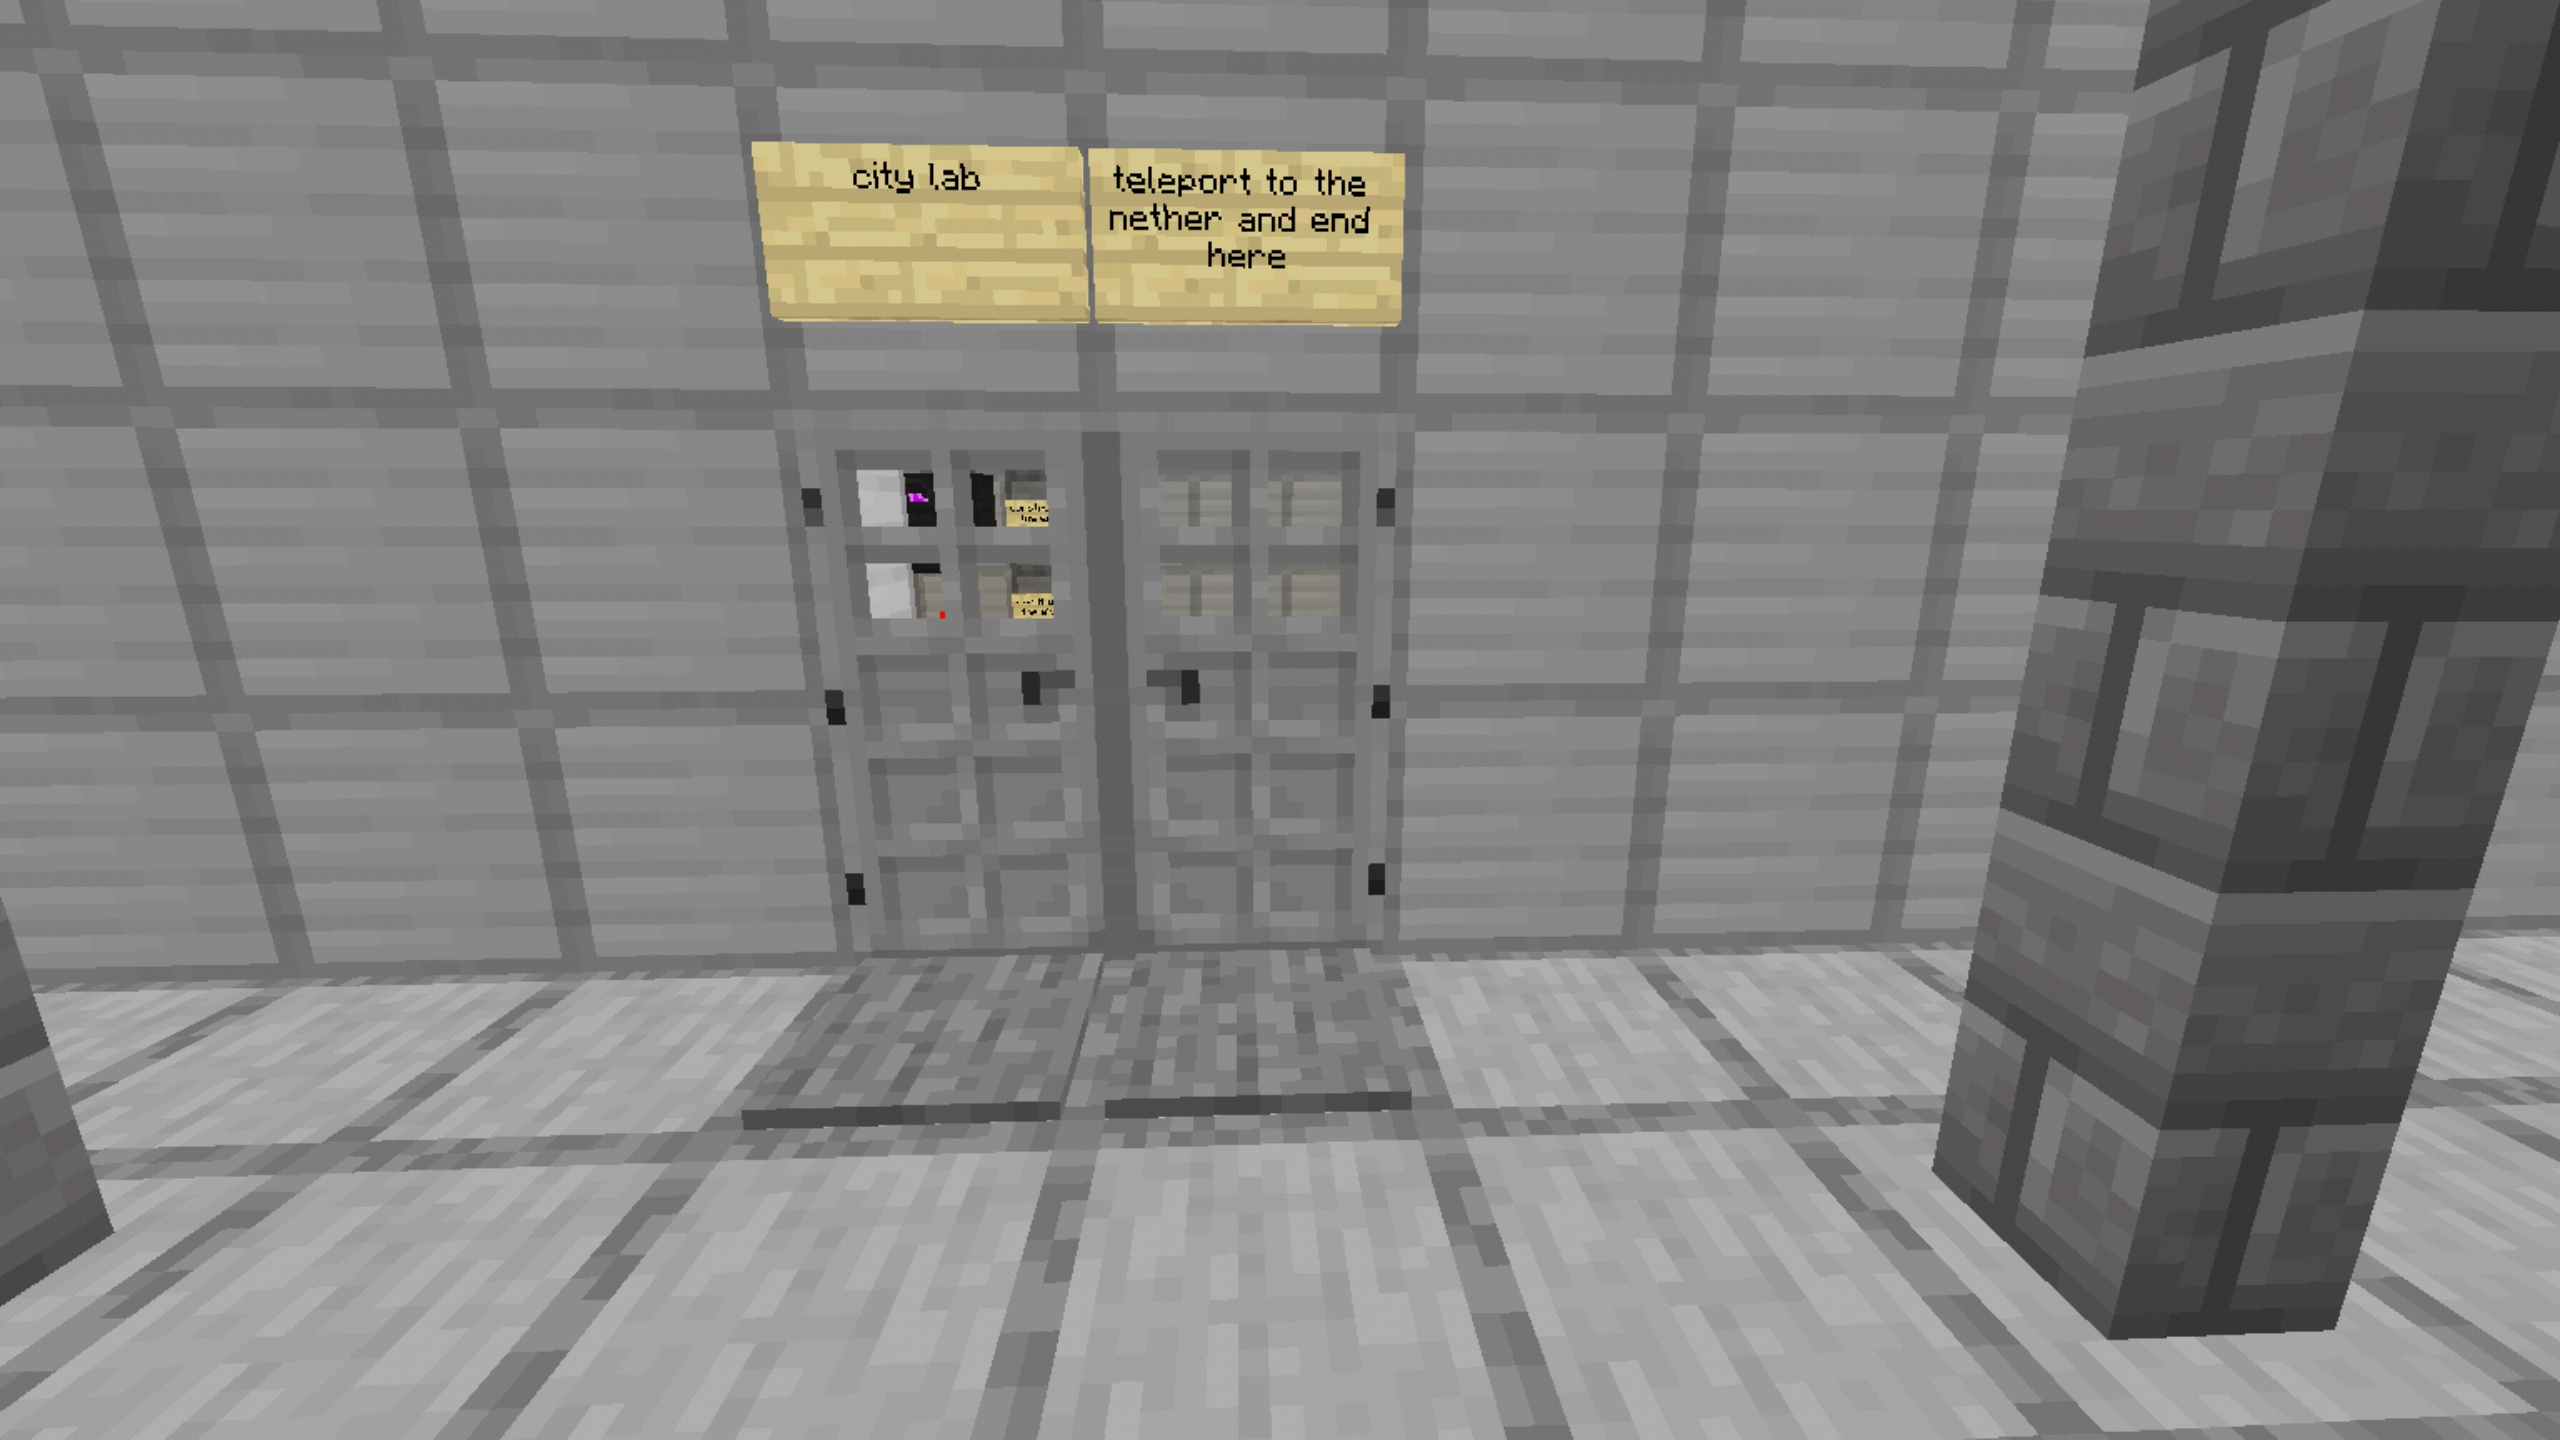 city lab
teleport to the
nether and end
here